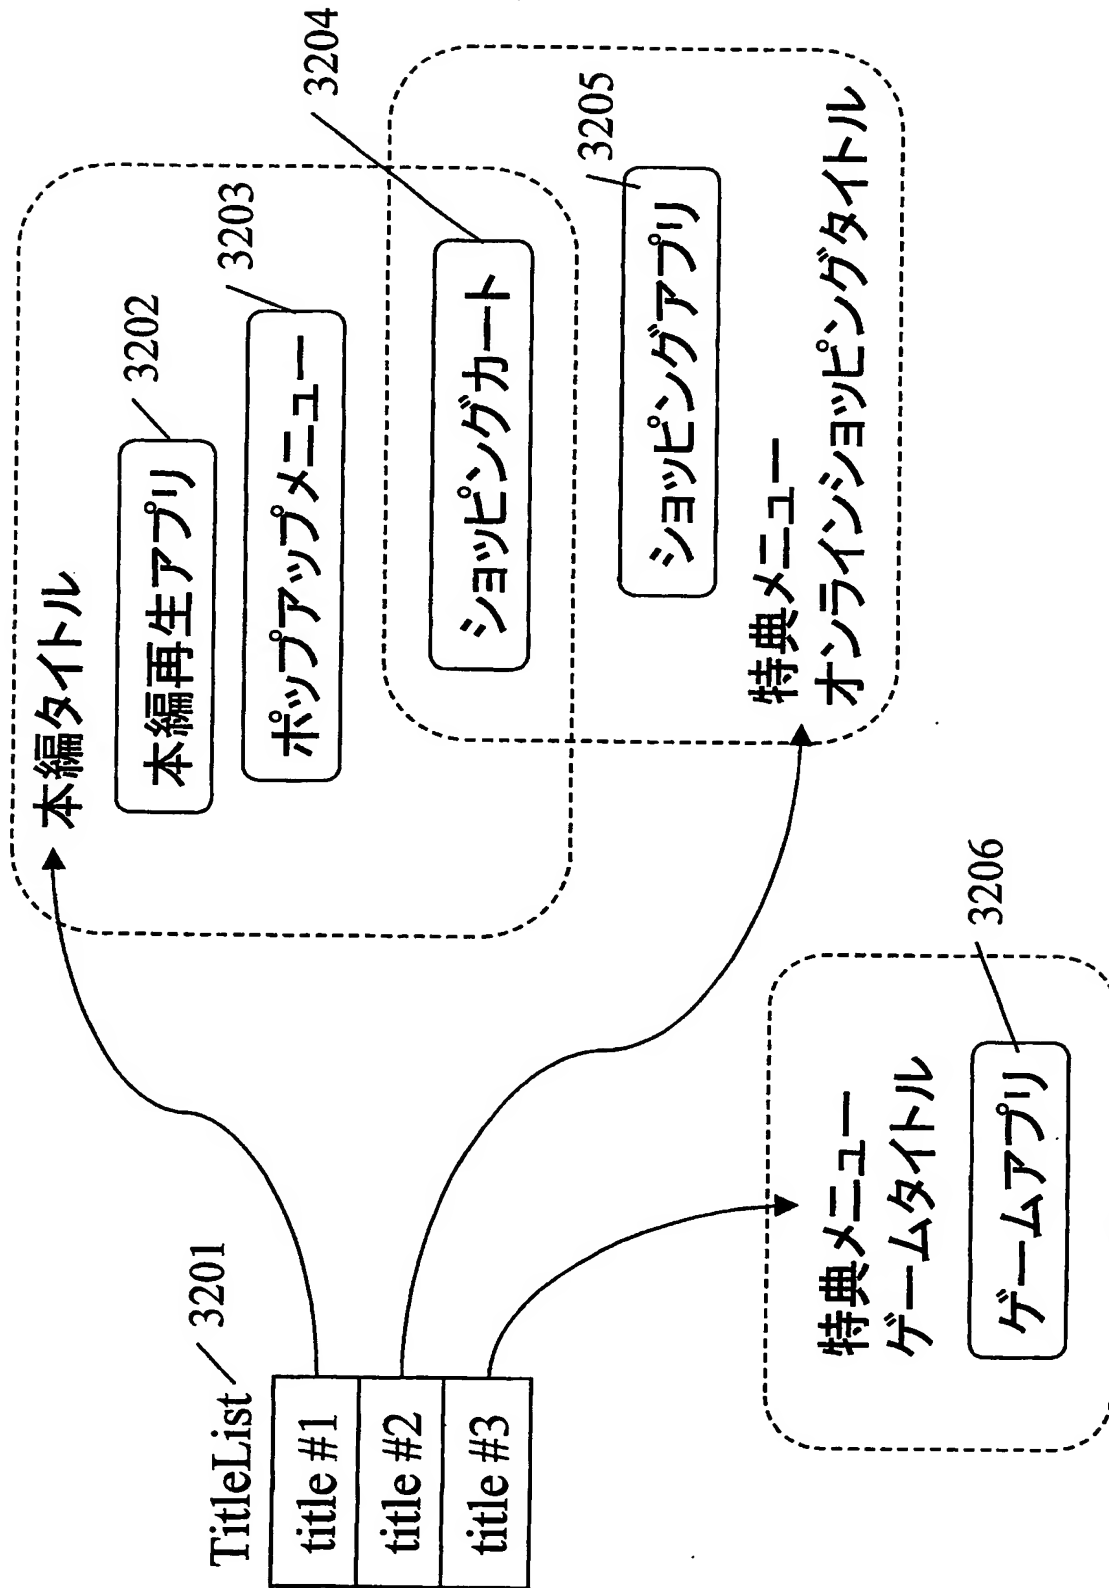 TitleList
3201
title #1
title #2
title #3
本編タイトル
本編再生アプリ
3202
ポップアップメニュー
3203
ショッピングカート
3204
ショッピングアプリ
3205
特典メニュー
オンラインショッピングタイトル
特典メニュー
ゲームタイトル
ゲームアプリ
3206